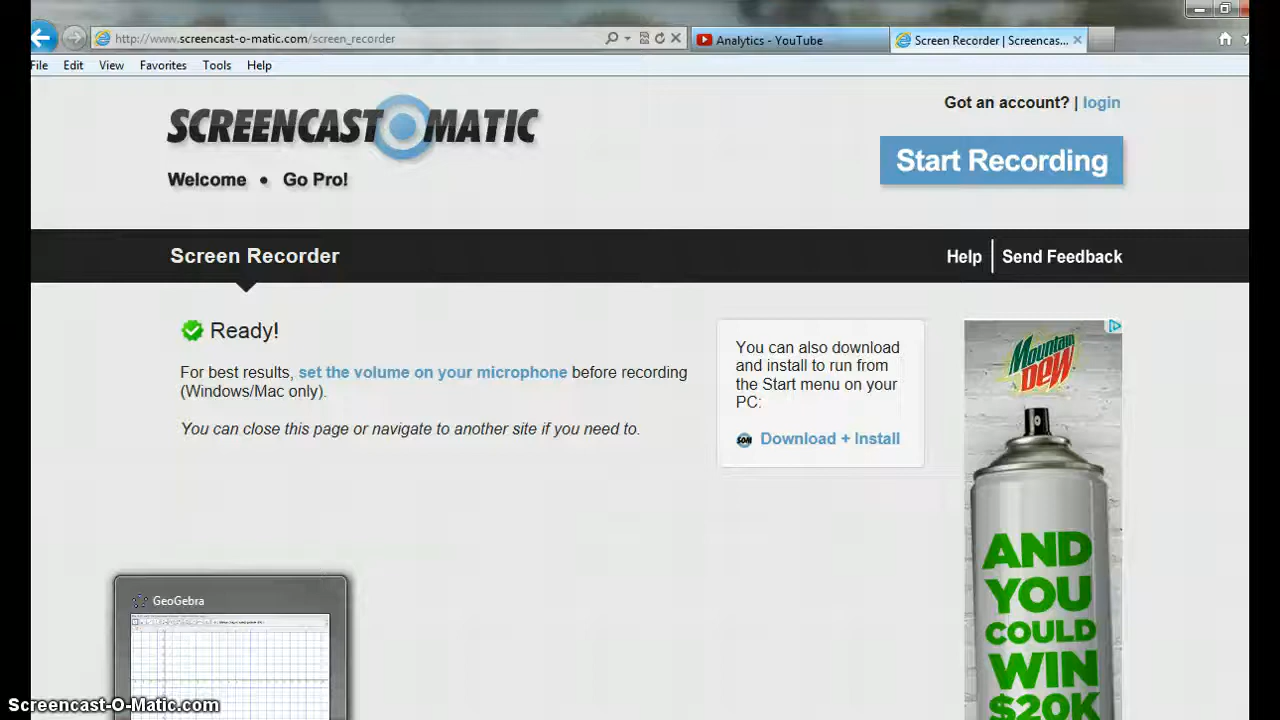 http://www.screencast-o-matic.com/screen_recorder
Analytics - YouTube
Screen Recorder | Screencas...
File Edit View Favorites Tools Help
SCREENCAST-O-MATIC
Got an account? | login
Start Recording
Welcome • Go Pro!
Screen Recorder
Help
Send Feedback
Ready!
For best results, set the volume on your microphone before recording
(Windows/Mac only).
You can close this page or navigate to another site if you need to.
You can also download
and install to run from
the Start menu on your
PC:
SOM
Download + Install
Mountain
DEW
AND
YOU
COULD
WIN
$20K
GeoGebra
Screencast-O-Matic.com